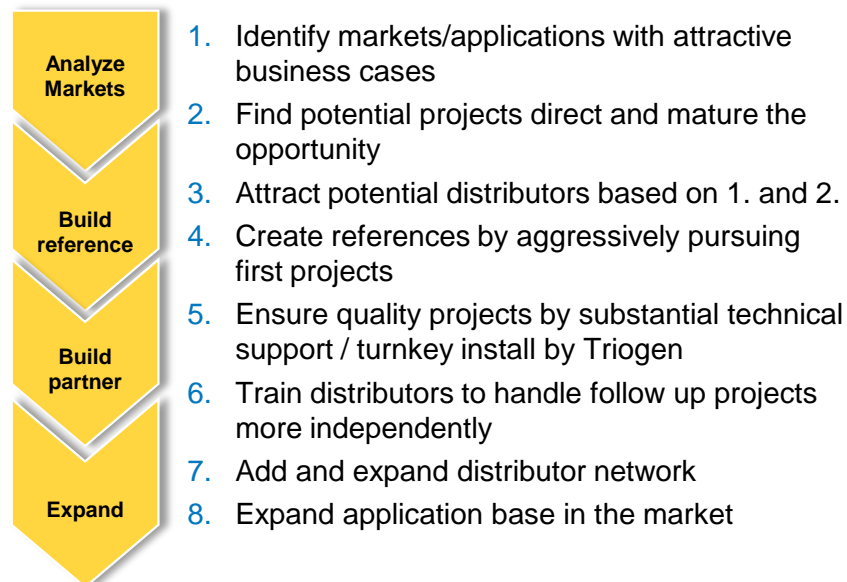 Analyze
Markets
Build
reference
Build
partner
Expand
1. Identify markets/applications with attractive
business cases
2. Find potential projects direct and mature the
opportunity
3. Attract potential distributors based on 1. and 2.
4. Create references by aggressively pursuing
first projects
5. Ensure quality projects by substantial technical
support / turnkey install by Triogen
6. Train distributors to handle follow up projects
more independently
7. Add and expand distributor network
8. Expand application base in the market